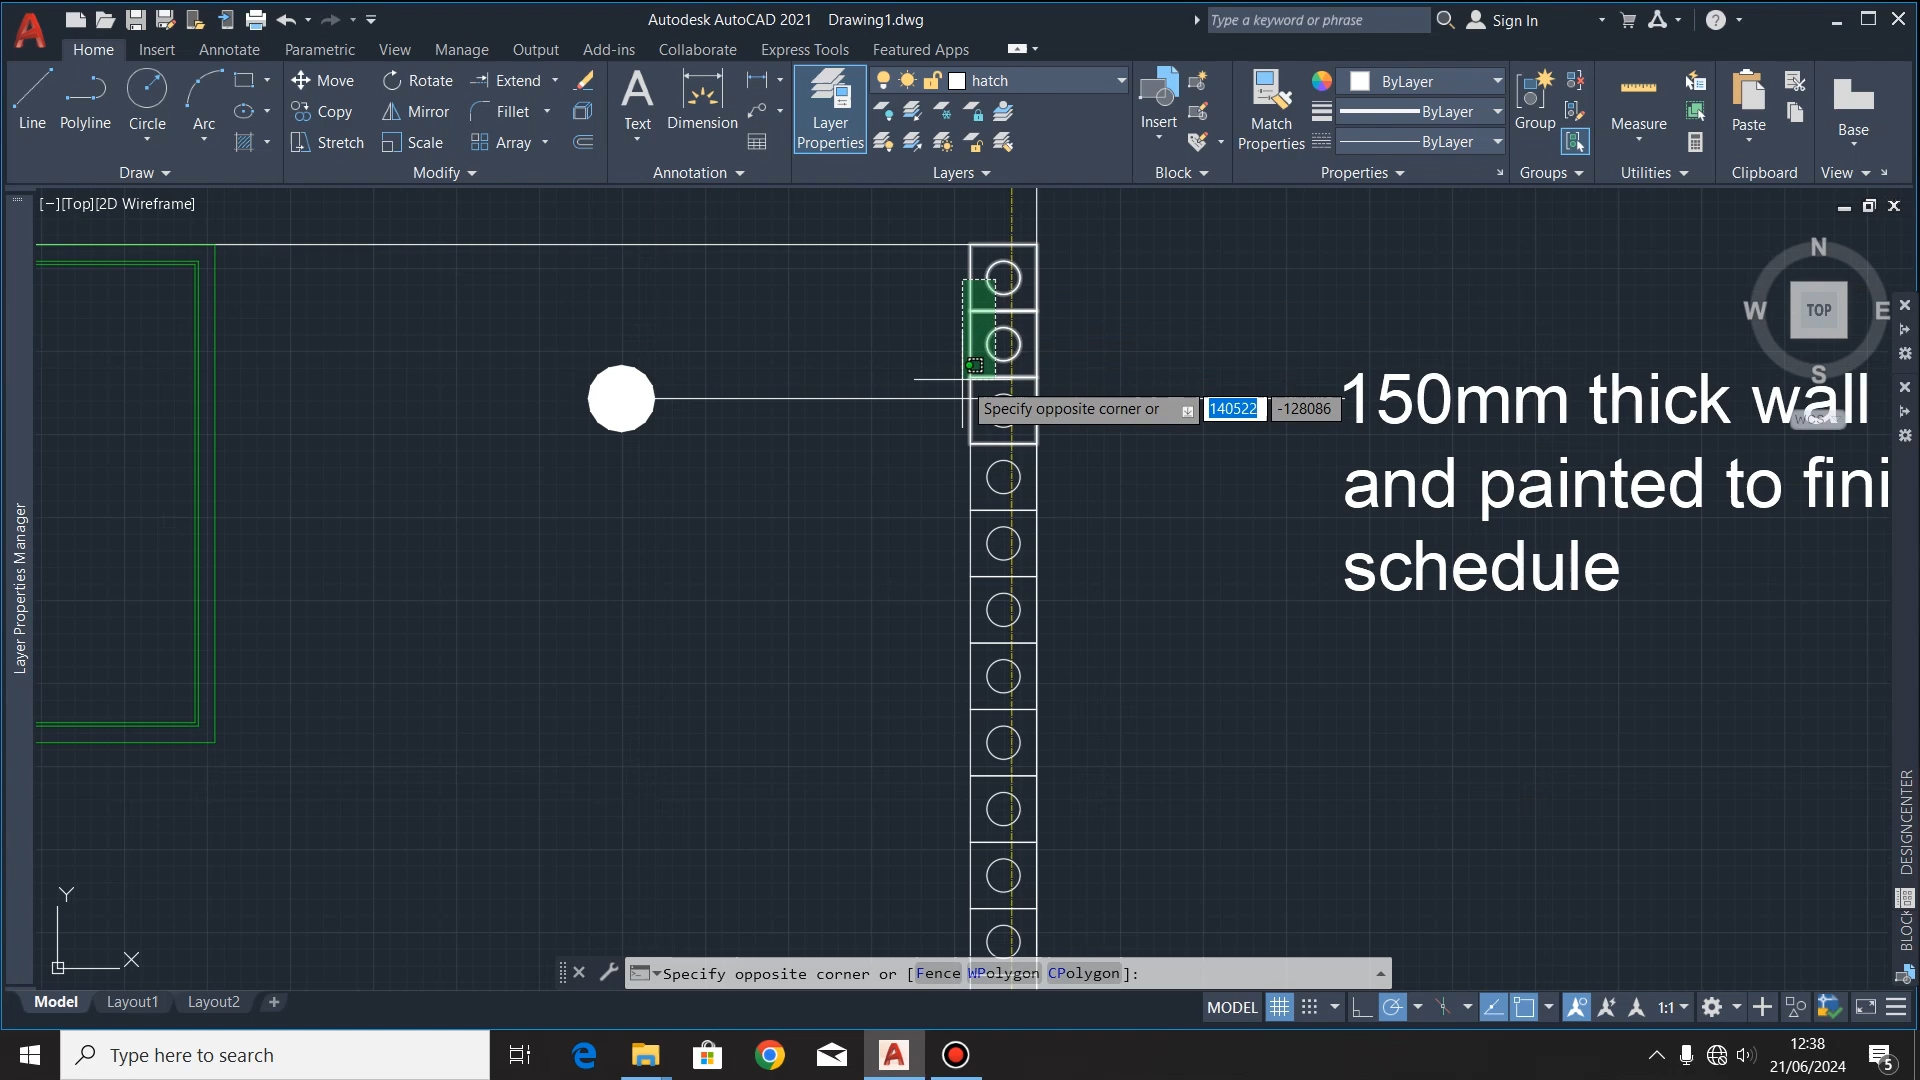 Autodesk AutoCAD 2021 Drawing1.dwg
Type a keyword or phrase
Sign In
Home Insert Annotate Parametric View Manage Output Add-ins Collaborate Express Tools Featured Apps
Line Polyline Circle Arc
Move Rotate Extend
Copy Mirror Fillet
Stretch Scale Array
Text Dimension
Layer Properties
hatch
Insert
Match Properties
ByLayer
ByLayer
ByLayer
Group
Measure
Paste
Base
Draw Modify Annotation Layers Block Properties Groups Utilities Clipboard View
[−][Top][2D Wireframe]
N
W TOP E
S
WCS
Layer Properties Manager
Specify opposite corner or 140522 -128086
150mm thick wall
and painted to fini
schedule
DESIGNCENTER
BLOCK
Y
X
Specify opposite corner or [Fence WPolygon CPolygon]:
Model Layout1 Layout2 +
MODEL 1:1
Type here to search
12:38
21/06/2024
5